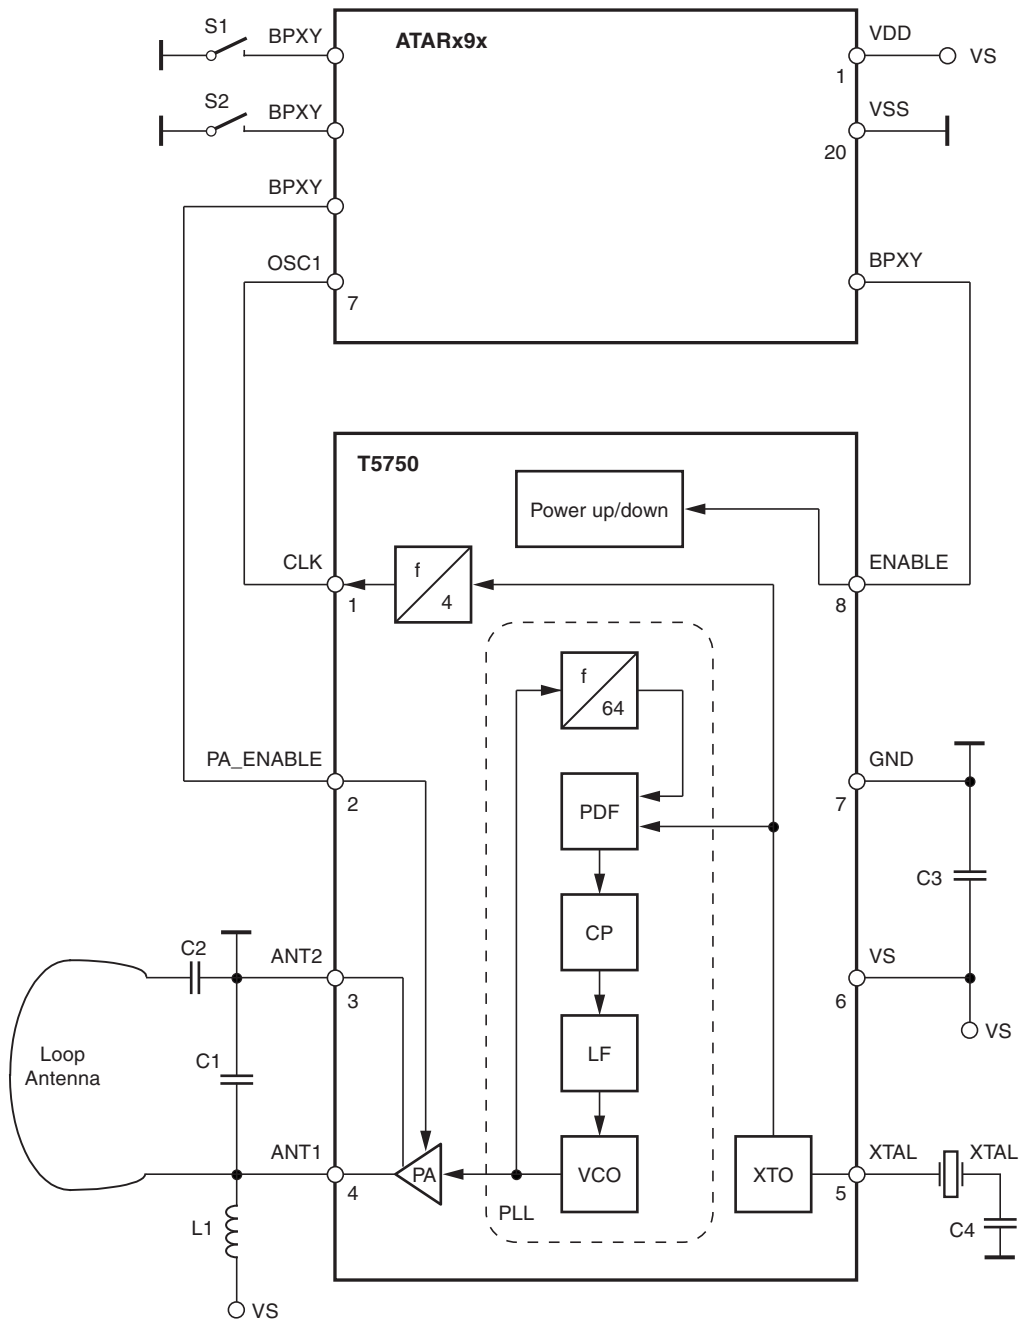 S1
BPXY
ATARx9x
VDD
VS
1
S2
BPXY
VSS
20
BPXY
OSC1
7
BPXY
T5750
Power up/down
CLK
1
f
4
ENABLE
8
f
64
PA_ENABLE
2
GND
7
PDF
C3
CP
C2
ANT2
3
VS
6
VS
Loop
Antenna
C1
LF
ANT1
4
PA
VCO
XTO
XTAL
5
XTAL
PLL
L1
C4
VS